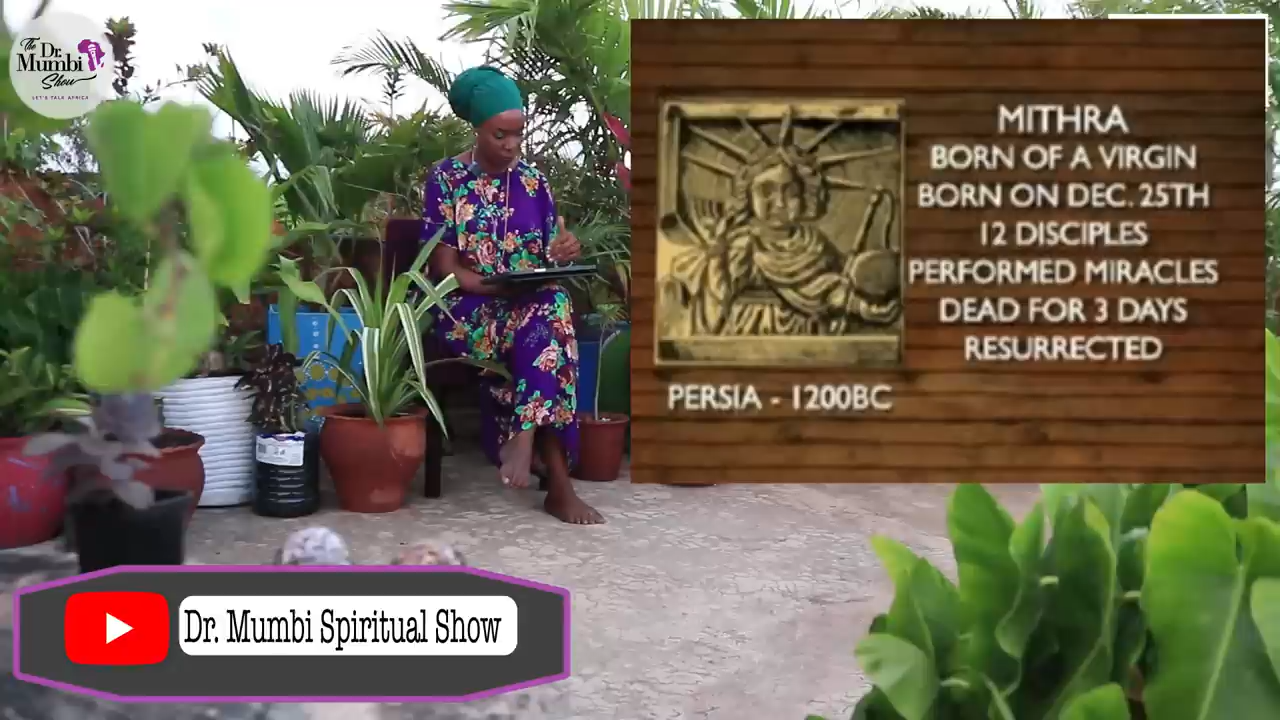 The
Dr.
Mumbi
Show
LET'S TALK AFRICA
MITHRA
BORN OF A VIRGIN
BORN ON DEC. 25TH
12 DISCIPLES
PERFORMED MIRACLES
DEAD FOR 3 DAYS
RESURRECTED
PERSIA - 1200BC
Dr. Mumbi Spiritual Show